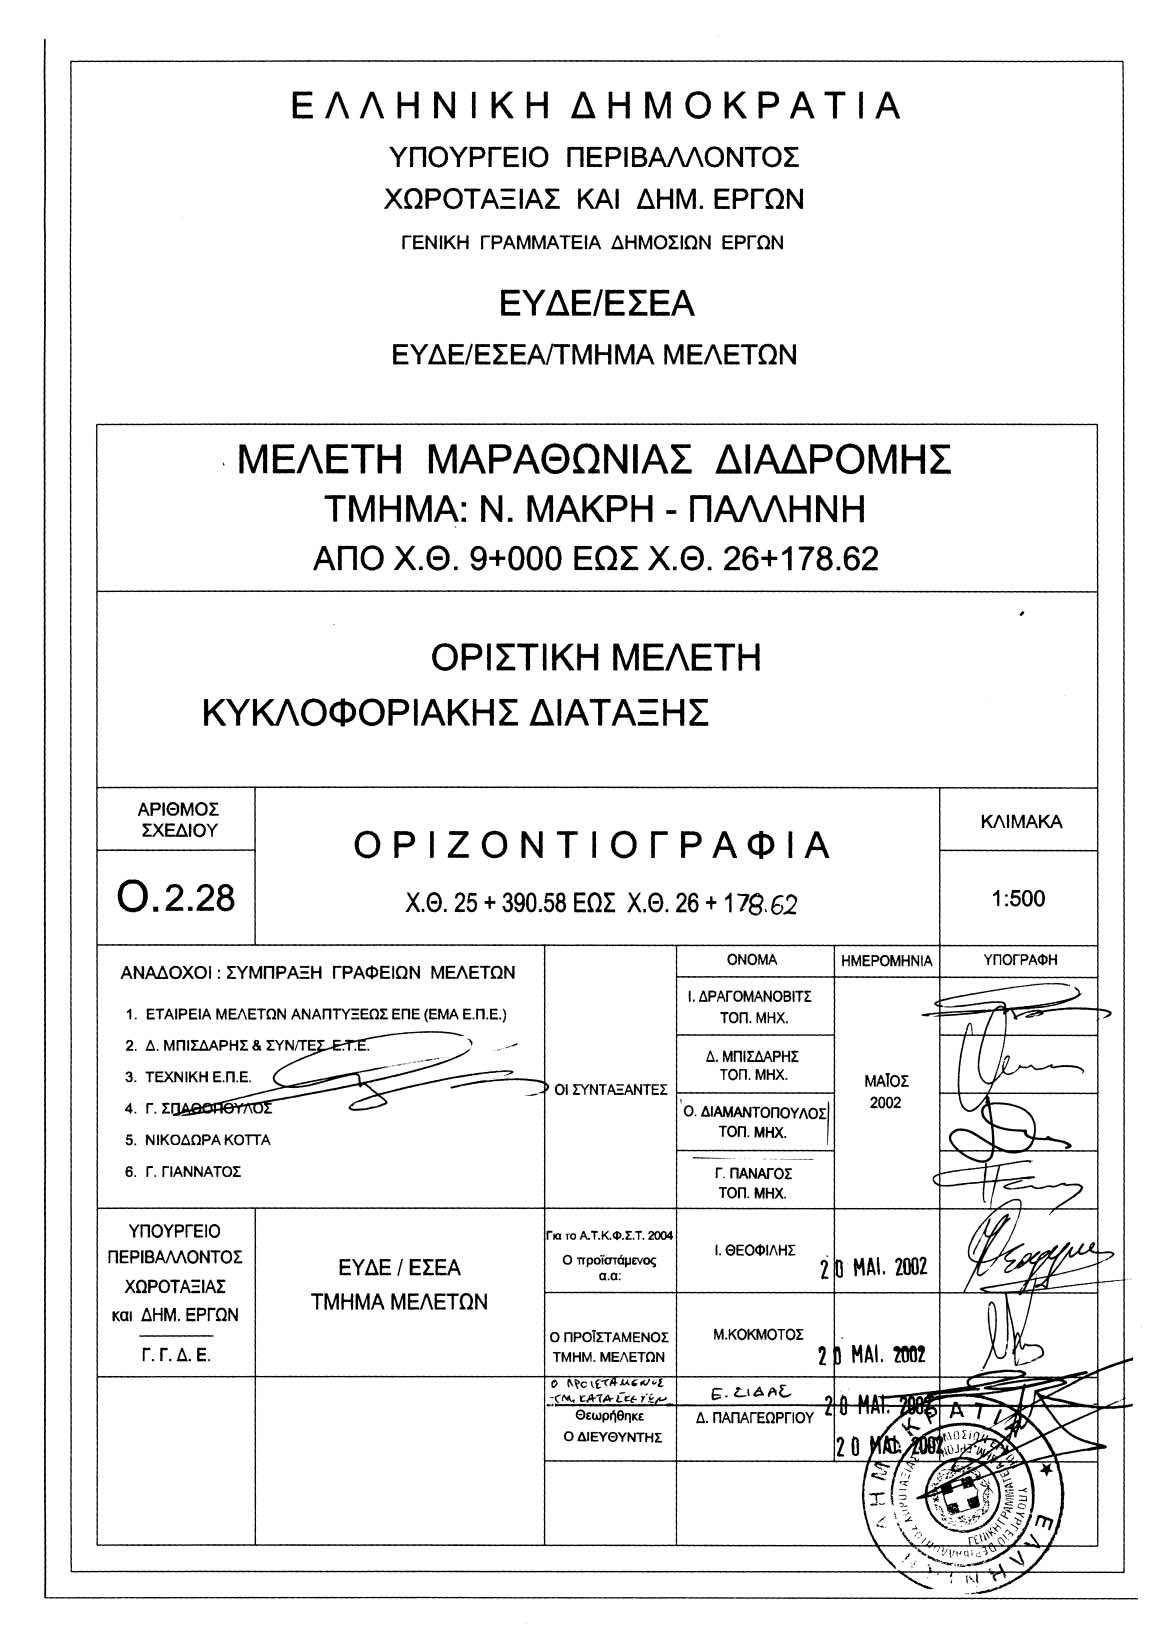 ΕΛΛΗΝΙΚΗ ΔΗΜΟΚΡΑΤΙΑ
ΥΠΟΥΡΓΕΙΟ ΠΕΡΙΒΑΛΛΟΝΤΟΣ
ΧΩΡΟΤΑΞΙΑΣ ΚΑΙ ΔΗΜ. ΕΡΓΩΝ
ΓΕΝΙΚΗ ΓΡΑΜΜΑΤΕΙΑ ΔΗΜΟΣΙΩΝ ΕΡΓΩΝ
ΕΥΔΕ/ΕΣΕΑ
ΕΥΔΕ/ΕΣΕΑ/ΤΜΗΜΑ ΜΕΛΕΤΩΝ
ΜΕΛΕΤΗ ΜΑΡΑΘΩΝΙΑΣ ΔΙΑΔΡΟΜΗΣ
ΤΜΗΜΑ: Ν. ΜΑΚΡΗ - ΠΑΛΛΗΝΗ
ΑΠΟ Χ.Θ. 9+000 ΕΩΣ Χ.Θ. 26+178.62
ΟΡΙΣΤΙΚΗ ΜΕΛΕΤΗ
ΚΥΚΛΟΦΟΡΙΑΚΗΣ ΔΙΑΤΑΞΗΣ
ΑΡΙΘΜΟΣ
ΣΧΕΔΙΟΥ
Ο.2.28
ΟΡΙΖΟΝΤΙΟΓΡΑΦΙΑ
Χ.Θ. 25 + 390.58 ΕΩΣ Χ.Θ. 26 + 178.62
ΚΛΙΜΑΚΑ
1:500
ΑΝΑΔΟΧΟΙ : ΣΥΜΠΡΑΞΗ ΓΡΑΦΕΙΩΝ ΜΕΛΕΤΩΝ
1. ΕΤΑΙΡΕΙΑ ΜΕΛΕΤΩΝ ΑΝΑΠΤΥΞΕΩΣ ΕΠΕ (ΕΜΑ Ε.Π.Ε.)
2. Δ. ΜΠΙΣΔΑΡΗΣ & ΣΥΝ/ΤΕΣ Ε.Τ.Ε.
3. ΤΕΧΝΙΚΗ Ε.Π.Ε.
4. Γ. ΣΠΑΘΟΠΟΥΛΟΣ
5. ΝΙΚΟΔΩΡΑ ΚΟΤΤΑ
6. Γ. ΓΙΑΝΝΑΤΟΣ
ΟΙ ΣΥΝΤΑΞΑΝΤΕΣ
ΟΝΟΜΑ
ΗΜΕΡΟΜΗΝΙΑ
ΥΠΟΓΡΑΦΗ
Ι. ΔΡΑΓΟΜΑΝΟΒΙΤΣ
ΤΟΠ. ΜΗΧ.
Δ. ΜΠΙΣΔΑΡΗΣ
ΤΟΠ. ΜΗΧ.
Ο. ΔΙΑΜΑΝΤΟΠΟΥΛΟΣ
ΤΟΠ. ΜΗΧ.
Γ. ΠΑΝΑΓΟΣ
ΤΟΠ. ΜΗΧ.
ΜΑΪΟΣ
2002
ΥΠΟΥΡΓΕΙΟ
ΠΕΡΙΒΑΛΛΟΝΤΟΣ
ΧΩΡΟΤΑΞΙΑΣ
και ΔΗΜ. ΕΡΓΩΝ
Γ. Γ. Δ. Ε.
ΕΥΔΕ / ΕΣΕΑ
ΤΜΗΜΑ ΜΕΛΕΤΩΝ
Για το Α.Τ.Κ.Φ.Σ.Τ. 2004
Ο προϊστάμενος
α.α:
Ι. ΘΕΟΦΙΛΗΣ
20 ΜΑΙ. 2002
Ο ΠΡΟΪΣΤΑΜΕΝΟΣ
ΤΜΗΜ. ΜΕΛΕΤΩΝ
Μ.ΚΟΚΜΟΤΟΣ
20 ΜΑΙ. 2002
Ο ΠΡΟΙΣΤΑΜΕΝΟΣ
ΤΜ. ΚΑΤΑΣΚΕΥΩΝ
Ε. ΣΙΔΑΣ
20 ΜΑΙ. 2002
Θεωρήθηκε
Ο ΔΙΕΥΘΥΝΤΗΣ
Δ. ΠΑΠΑΓΕΩΡΓΙΟΥ
20 ΜΑΙ. 2002
ΕΛΛΗΝΙΚΗ ΔΗΜΟΚΡΑΤΙΑ